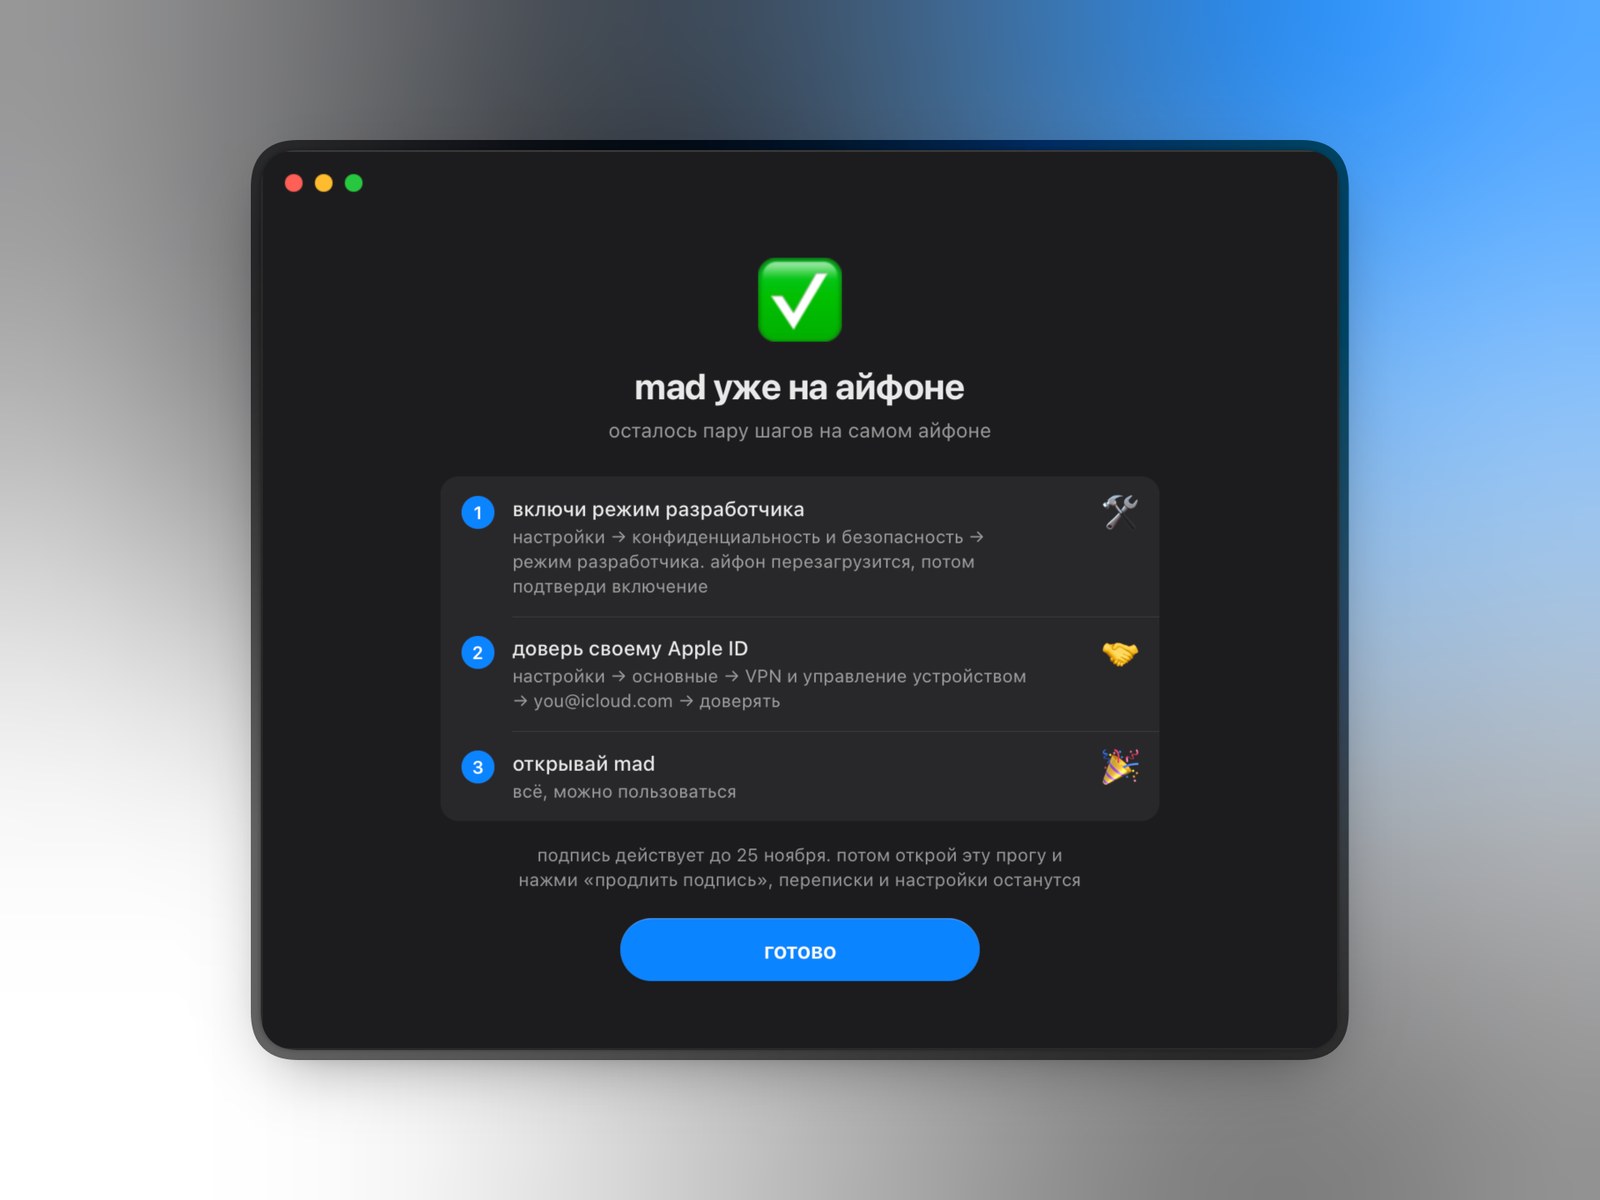 mad уже на айфоне
осталось пару шагов на самом айфоне
1
включи режим разработчика
настройки → конфиденциальность и безопасность →
режим разработчика. айфон перезагрузится, потом
подтверди включение
2
доверь своему Apple ID
настройки → основные → VPN и управление устройством
→ you@icloud.com → доверять
3
открывай mad
всё, можно пользоваться
подпись действует до 25 ноября. потом открой эту прогу и
нажми «продлить подпись», переписки и настройки останутся
готово